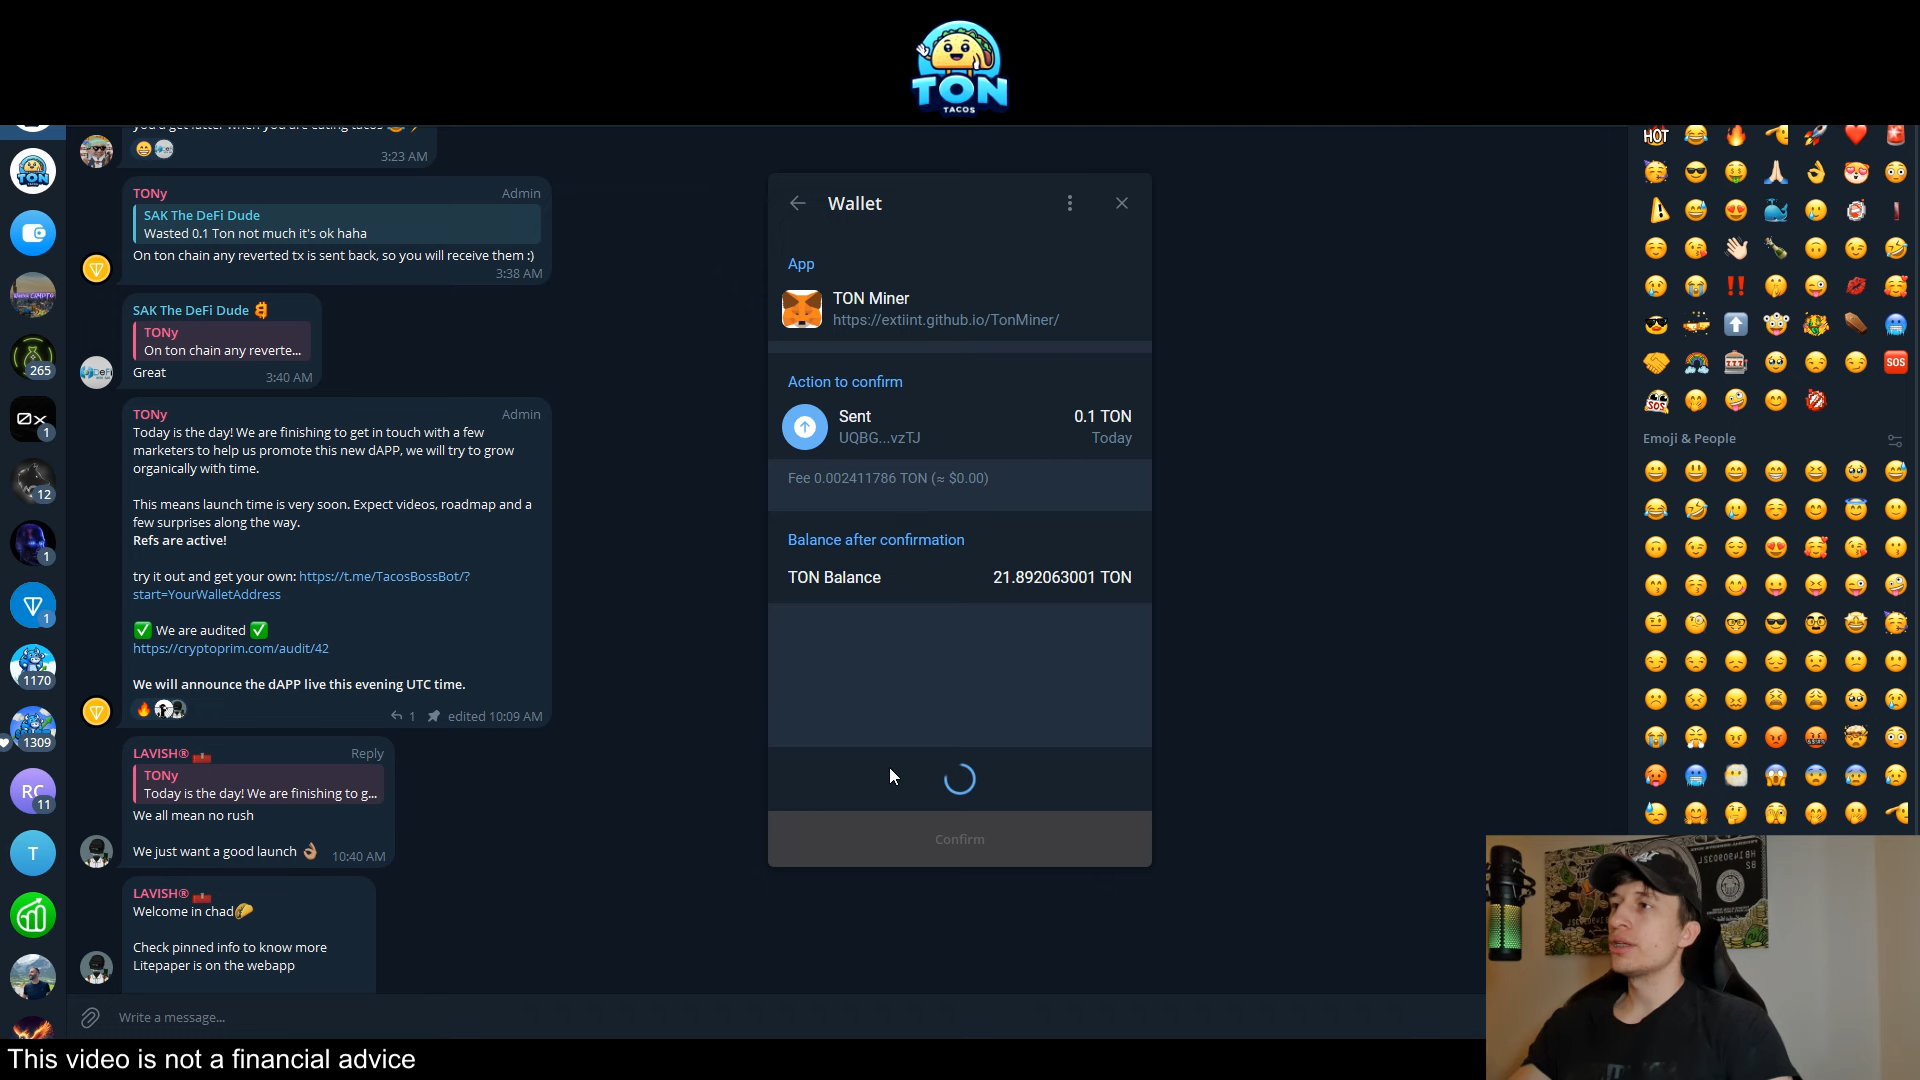 TON
TACOS
you'd get fatter when you are eating tacos
3:23 AM
TONy
Admin
SAK The DeFi Dude
Wasted 0.1 Ton not much it's ok haha
On ton chain any reverted tx is sent back, so you will receive them :)
3:38 AM
SAK The DeFi Dude
TONy
On ton chain any reverte...
Great
3:40 AM
TONy
Admin
Today is the day! We are finishing to get in touch with a few
marketers to help us promote this new dAPP, we will try to grow
organically with time.
This means launch time is very soon. Expect videos, roadmap and a
few surprises along the way.
Refs are active!
try it out and get your own: https://t.me/TacosBossBot/?
start=YourWalletAddress
✅ We are audited ✅
https://cryptoprim.com/audit/42
We will announce the dAPP live this evening UTC time.
1
edited 10:09 AM
LAVISH®
Reply
TONy
Today is the day! We are finishing to g...
We all mean no rush
We just want a good launch 👌🏽
10:40 AM
LAVISH®
Welcome in chad🌮
Check pinned info to know more
Litepaper is on the webapp
Write a message...
265
1
12
1
1
1170
1309
RC
11
T
Wallet
App
TON Miner
https://extiint.github.io/TonMiner/
Action to confirm
Sent
0.1 TON
UQBG...vzTJ
Today
Fee 0.002411786 TON (≈ $0.00)
Balance after confirmation
TON Balance
21.892063001 TON
Confirm
HOT
SOS
SOS
Emoji & People
This video is not a financial advice